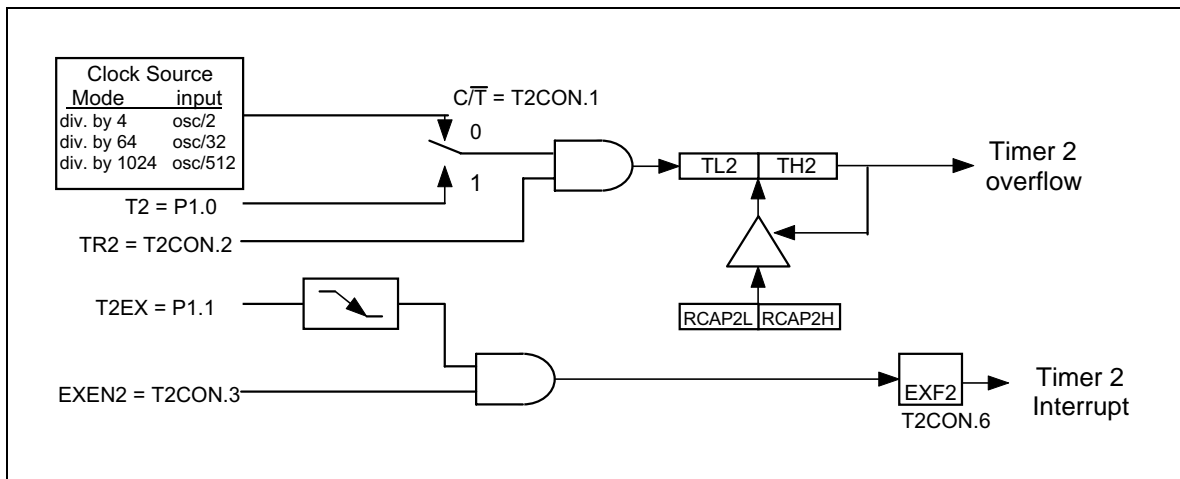 Clock Source
Mode input
div. by 4 osc/2
div. by 64 osc/32
div. by 1024 osc/512
C/T̅ = T2CON.1
0
1
T2 = P1.0
TR2 = T2CON.2
TL2 TH2
Timer 2
overflow
T2EX = P1.1
RCAP2L RCAP2H
EXEN2 = T2CON.3
EXF2
T2CON.6
Timer 2
Interrupt